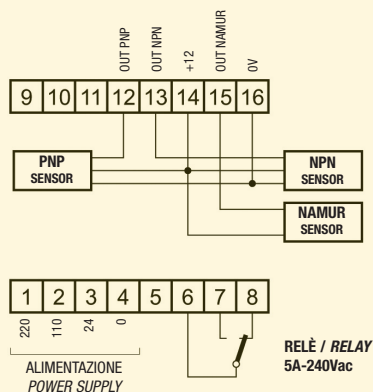 OUT PNP
OUT NPN
+12
OUT NAMUR
0V
9 10 11 12 13 14 15 16
PNP
SENSOR
NPN
SENSOR
NAMUR
SENSOR
1 2 3 4 5 6 7 8
220
110
24
0
ALIMENTAZIONE
POWER SUPPLY
RELÈ / RELAY
5A-240Vac